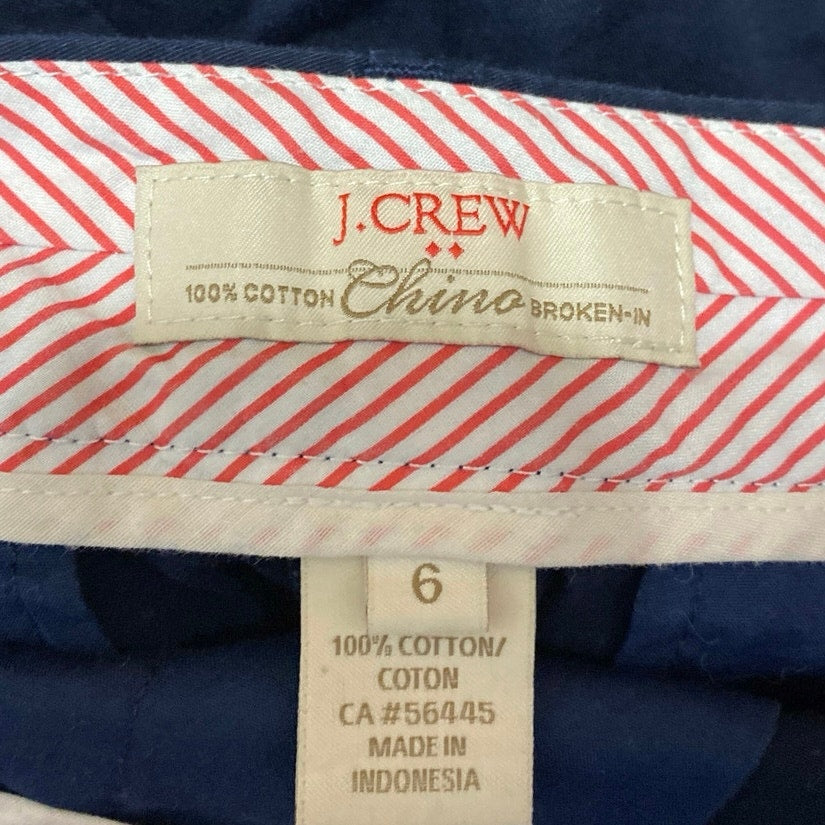 J.CREW
100% COTTON Chino BROKEN-IN
6
100% COTTON/
COTON
CA #56445
MADE IN
INDONESIA